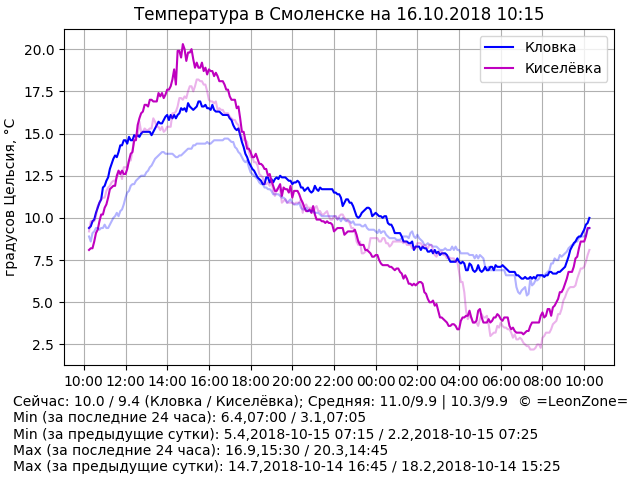 Температура в Смоленске на 16.10.2018 10:15
Кловка
Киселёвка
градусов Цельсия, °C
20.0
17.5
15.0
12.5
10.0
7.5
5.0
2.5
10:00 12:00 14:00 16:00 18:00 20:00 22:00 00:00 02:00 04:00 06:00 08:00 10:00
Сейчас: 10.0 / 9.4 (Кловка / Киселёвка); Средняя: 11.0/9.9 | 10.3/9.9 © =LeonZone=
Min (за последние 24 часа): 6.4,07:00 / 3.1,07:05
Min (за предыдущие сутки): 5.4,2018-10-15 07:15 / 2.2,2018-10-15 07:25
Max (за последние 24 часа): 16.9,15:30 / 20.3,14:45
Max (за предыдущие сутки): 14.7,2018-10-14 16:45 / 18.2,2018-10-14 15:25